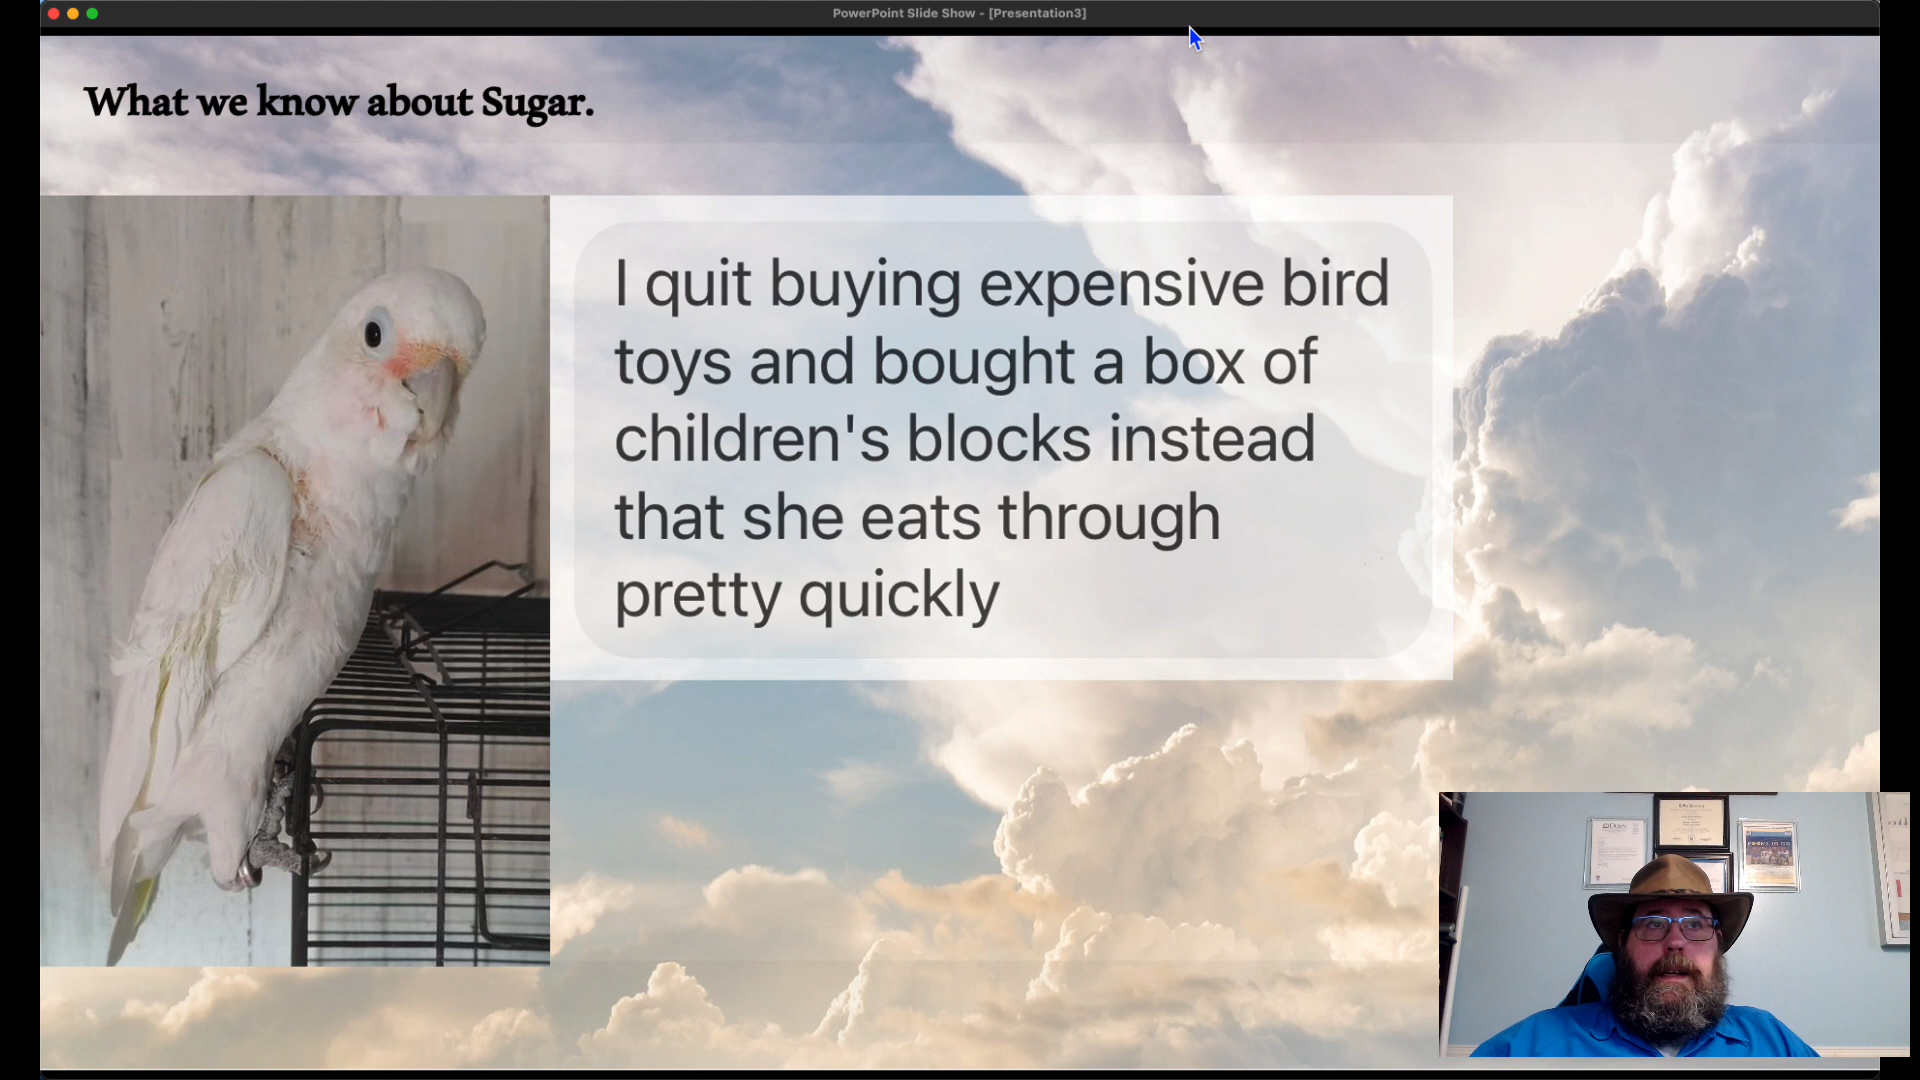 PowerPoint Slide Show - [Presentation3]
What we know about Sugar.
I quit buying expensive bird
toys and bought a box of
children's blocks instead
that she eats through
pretty quickly